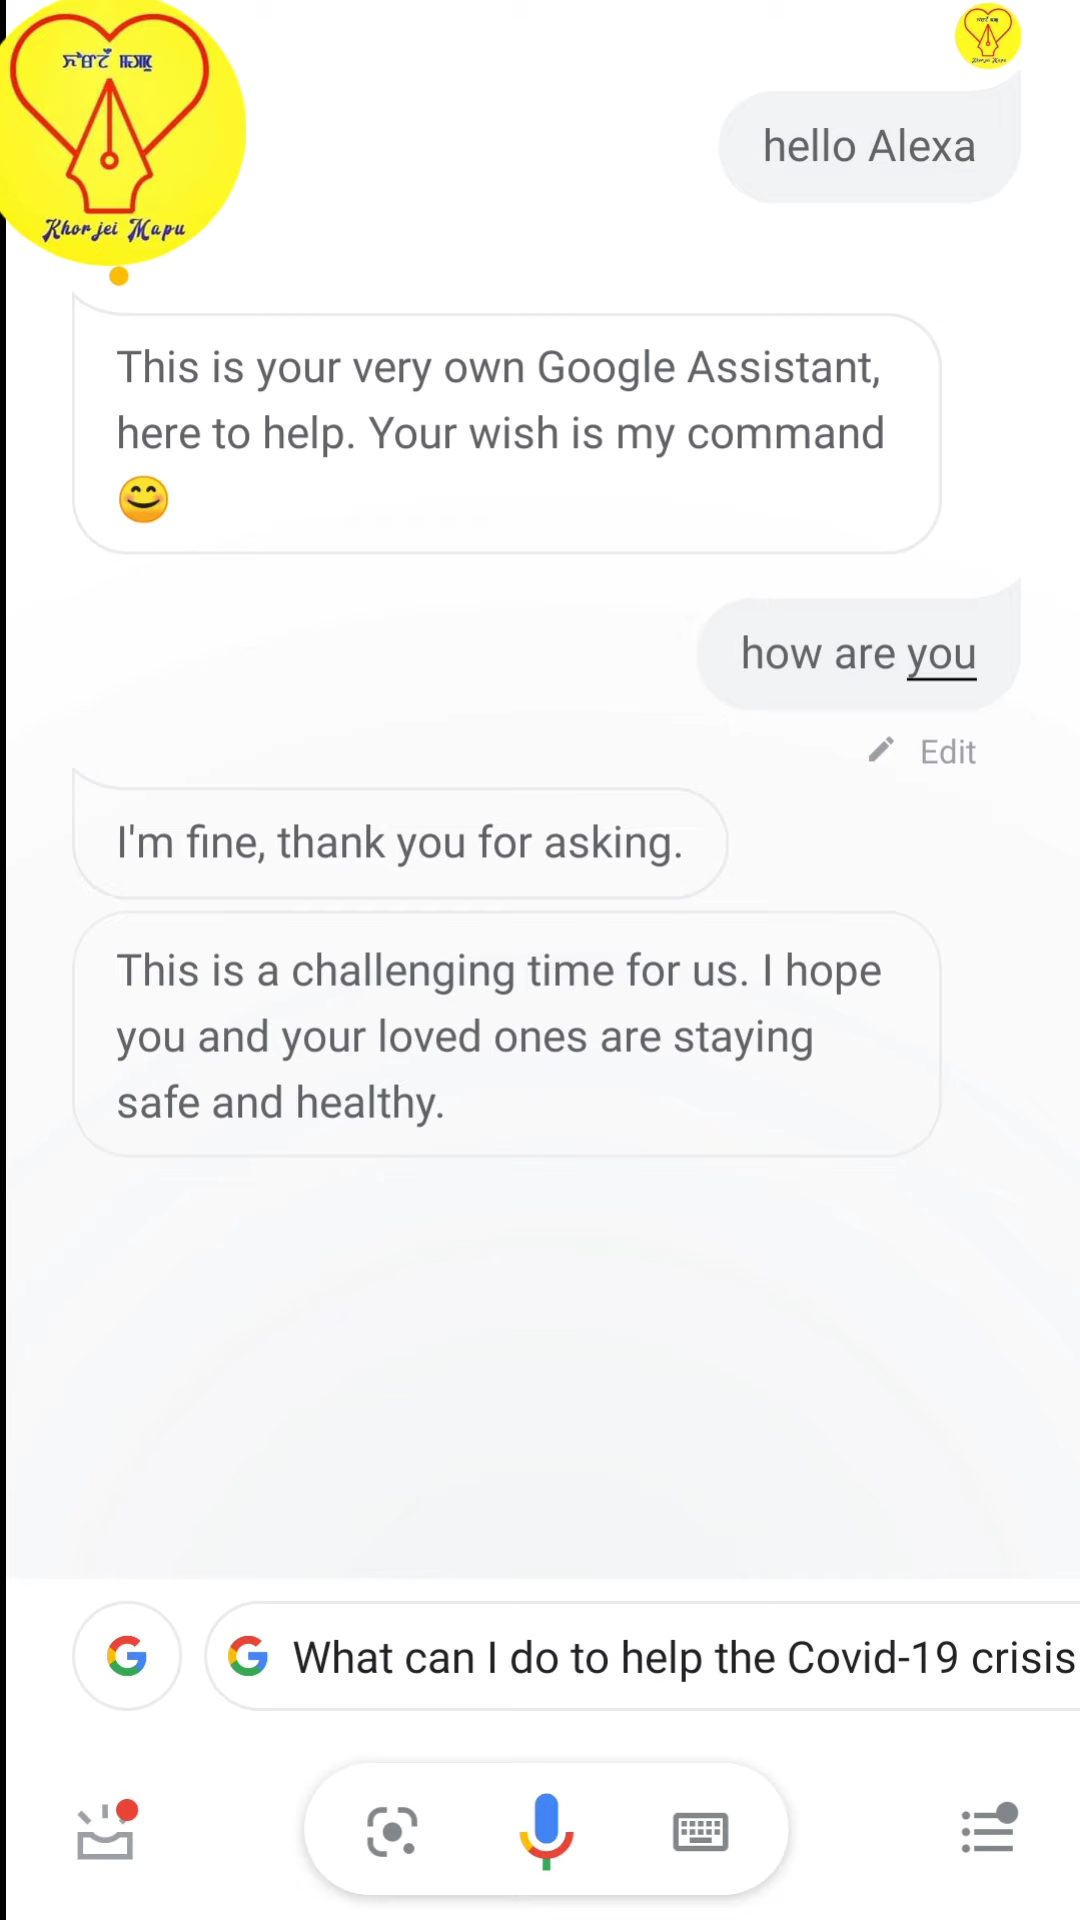 Khorjei Mapu
hello Alexa
This is your very own Google Assistant,
here to help. Your wish is my command
😊
how are you
Edit
I'm fine, thank you for asking.
This is a challenging time for us. I hope
you and your loved ones are staying
safe and healthy.
What can I do to help the Covid-19 crisis